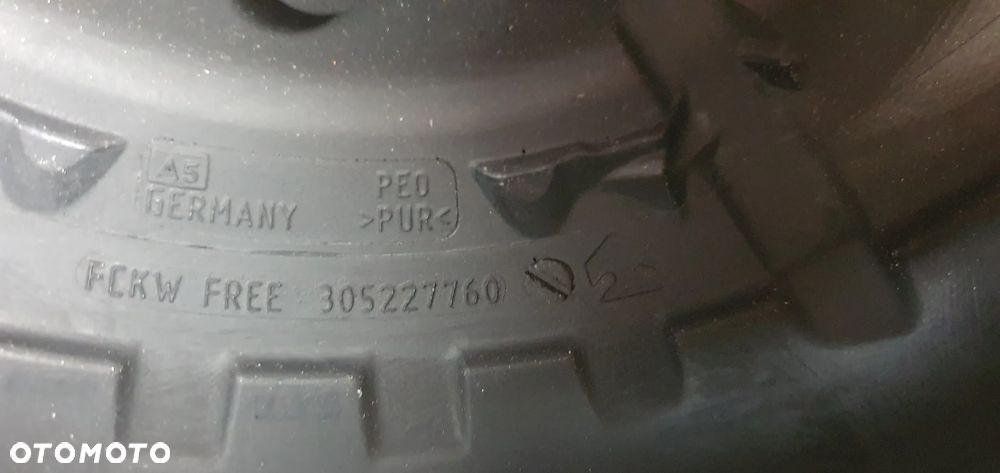 A5 PEO
GERMANY >PUR<
FCKW FREE 305227760
OTOMOTO